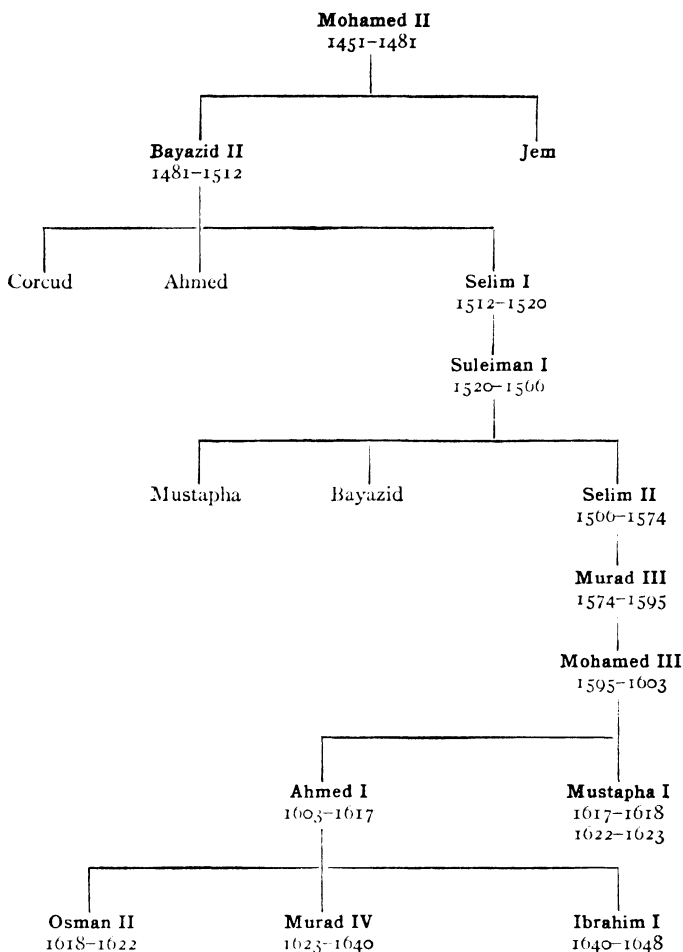 Mohamed II
1451–1481
Bayazid II
1481–1512
Jem
Corcud
Ahmed
Selim I
1512–1520
Suleiman I
1520–1566
Mustapha
Bayazid
Selim II
1566–1574
Murad III
1574–1595
Mohamed III
1595–1603
Ahmed I
1603–1617
Mustapha I
1617–1618
1622–1623
Osman II
1618–1622
Murad IV
1623–1640
Ibrahim I
1640–1648